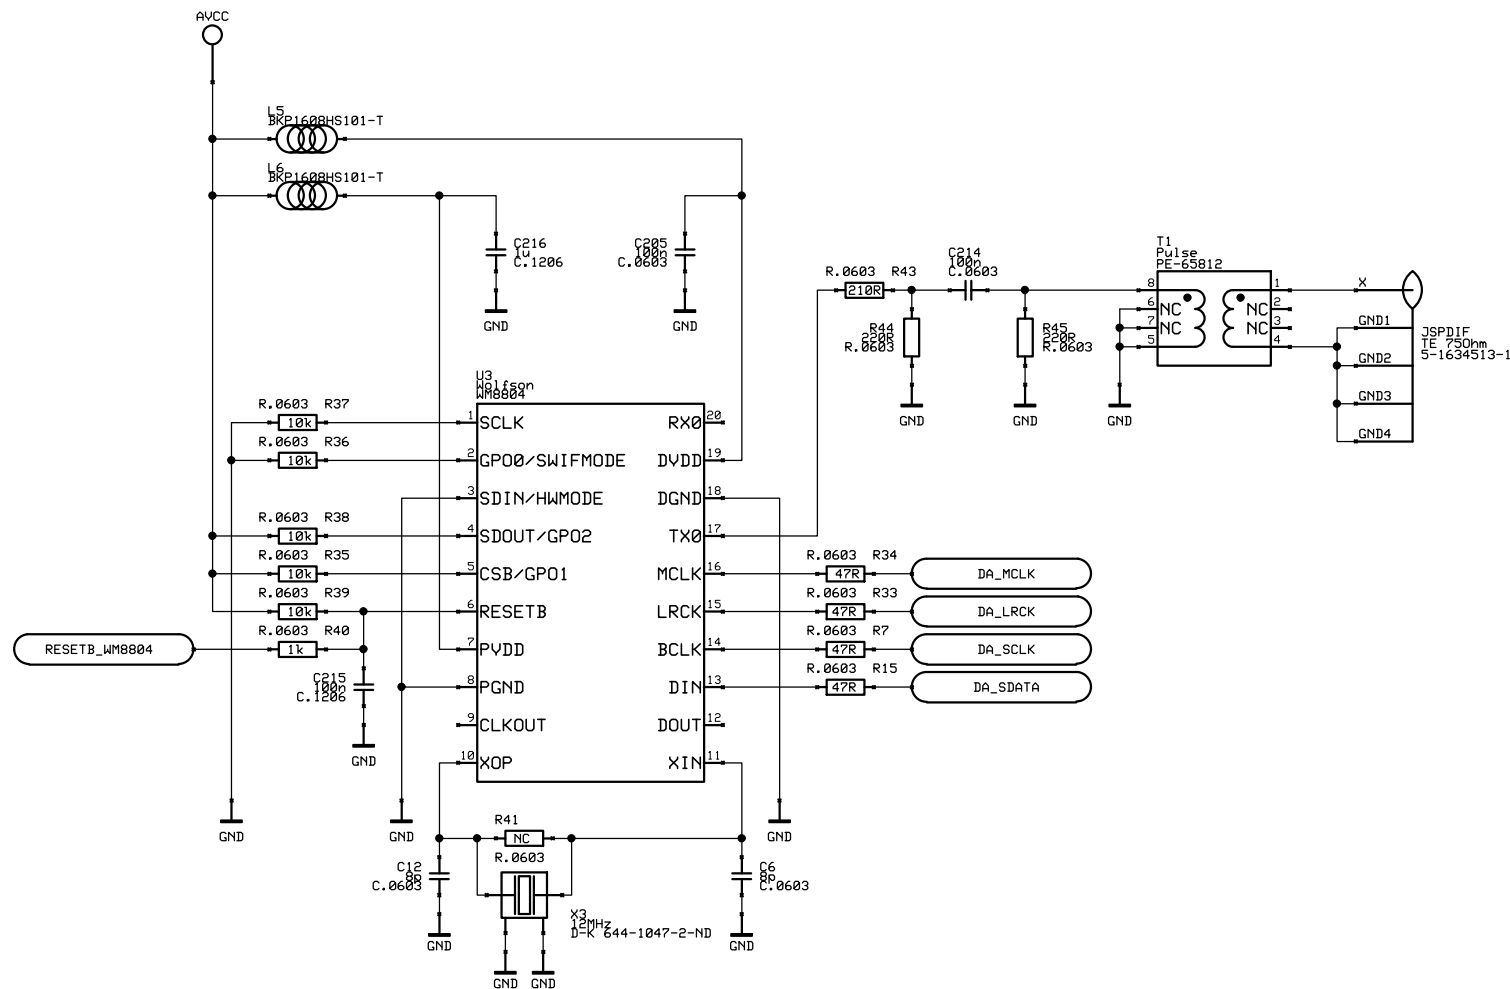 AVCC
L5
BKP1608HS101-T
L6
BKP1608HS101-T
C216
1u
C.1206
GND
C205
100n
C.0603
GND
R.0603 R43
210R
C214
100n
C.0603
R44
220R
R.0603
GND
R45
220R
R.0603
GND
T1
Pulse
PE-65812
8
6 NC
7 NC
5
1
NC 2
NC 3
4
GND
X
GND1
GND2
GND3
GND4
JSPDIF
TE 75Ohm
5-1634513-1
U3
Wolfson
WM8804
R.0603 R37
10k
1 SCLK
R.0603 R36
10k
2 GPO0/SWIFMODE
3 SDIN/HWMODE
R.0603 R38
10k
4 SDOUT/GPO2
R.0603 R35
10k
5 CSB/GPO1
R.0603 R39
10k
6 RESETB
RESETB_WM8804
R.0603 R40
1k
7 PVDD
8 PGND
9 CLKOUT
10 XOP
C215
100n
C.1206
GND
RX0 20
DVDD 19
DGND 18
TX0 17
MCLK 16
LRCK 15
BCLK 14
DIN 13
DOUT 12
XIN 11
R.0603 R34
47R
DA_MCLK
R.0603 R33
47R
DA_LRCK
R.0603 R7
47R
DA_SCLK
R.0603 R15
47R
DA_SDATA
GND
GND
GND
R41
NC
R.0603
C12
8p
C.0603
GND
C6
8p
C.0603
GND
X3
12MHz
D-K 644-1047-2-ND
GND
GND